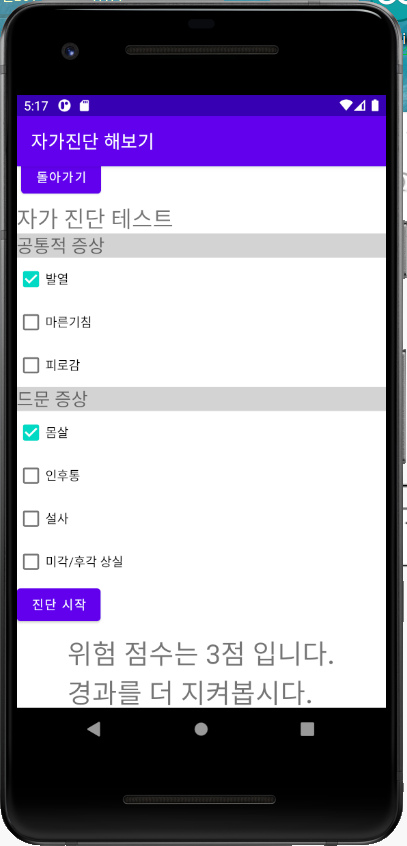 5:17
자가진단 해보기
돌아가기
자가 진단 테스트
공통적 증상
발열
마른기침
피로감
드문 증상
몸살
인후통
설사
미각/후각 상실
진단 시작
위험 점수는 3점 입니다.
경과를 더 지켜봅시다.